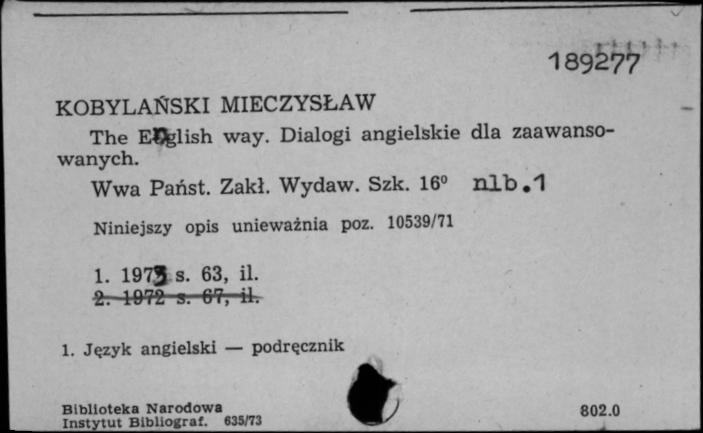 189277
KOBYLAŃSKI MIECZYSŁAW
The English way. Dialogi angielskie dla zaawanso-
wanych.
Wwa Państ. Zakł. Wydaw. Szk. 16⁰ nlb.1
Niniejszy opis unieważnia poz. 10539/71
1. 1973 s. 63, il.
2. 1972 s. 67, il.
1. Język angielski — podręcznik
Biblioteka Narodowa
Instytut Bibliograf. 635/73
802.0